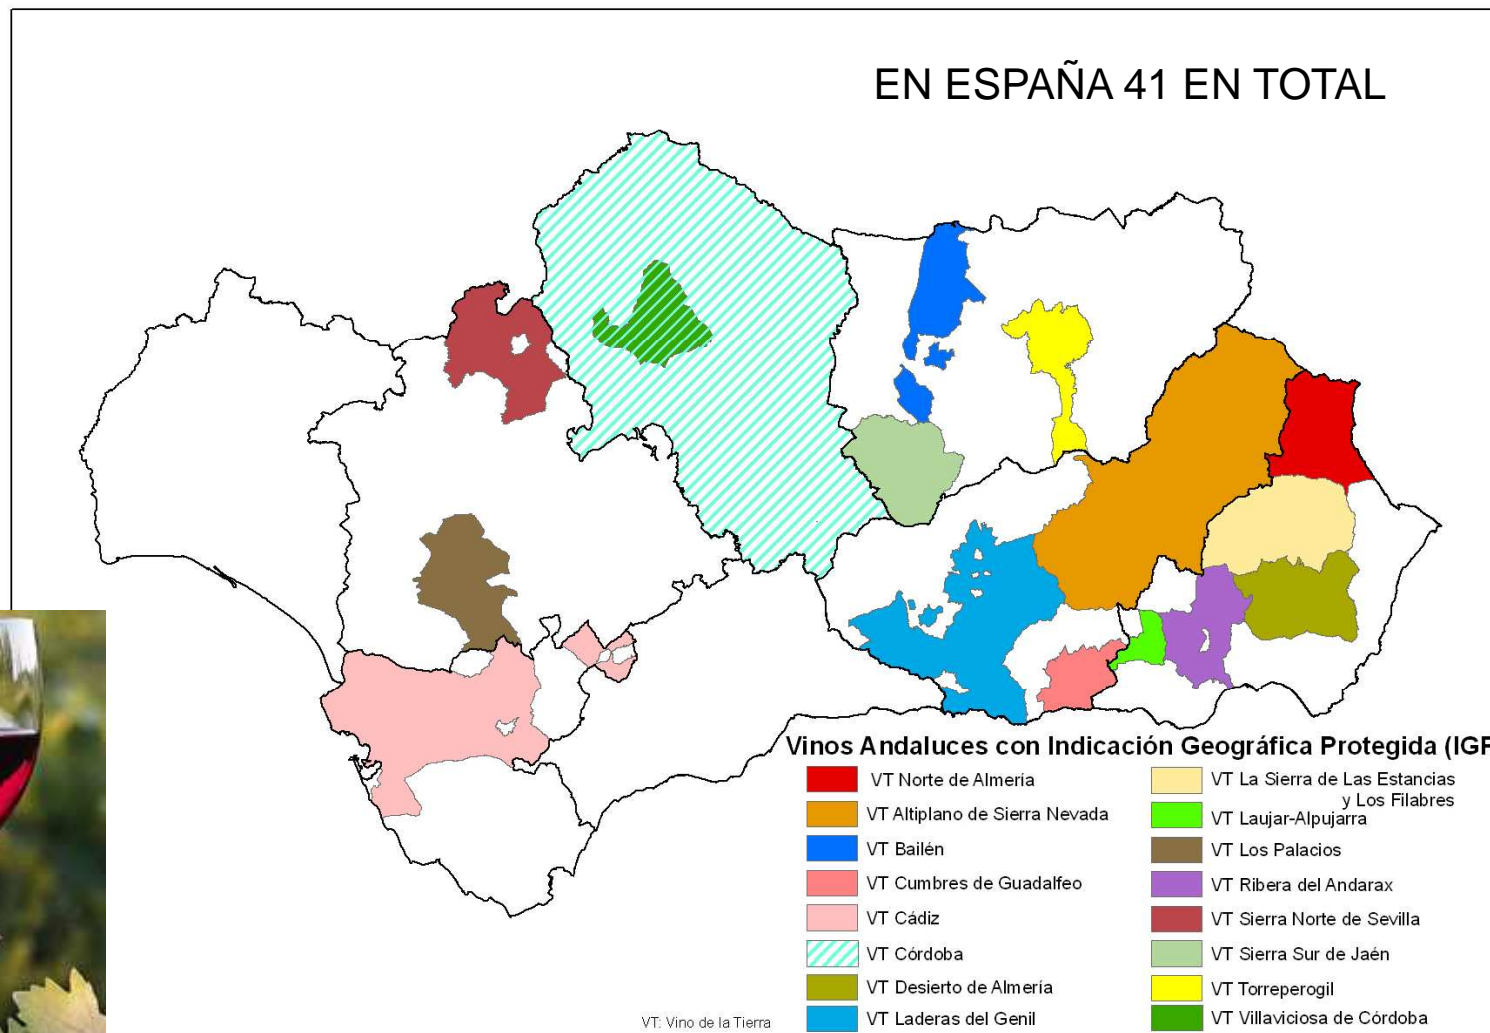 EN ESPAÑA 41 EN TOTAL
Vinos Andaluces con Indicación Geográfica Protegida (IGP
VT Norte de Almería
VT Altiplano de Sierra Nevada
VT Bailén
VT Cumbres de Guadalfeo
VT Cádiz
VT Córdoba
VT Desierto de Almería
VT Laderas del Genil
VT La Sierra de Las Estancias
y Los Filabres
VT Laujar-Alpujarra
VT Los Palacios
VT Ribera del Andarax
VT Sierra Norte de Sevilla
VT Sierra Sur de Jaén
VT Torreperogil
VT Villaviciosa de Córdoba
VT: Vino de la Tierra